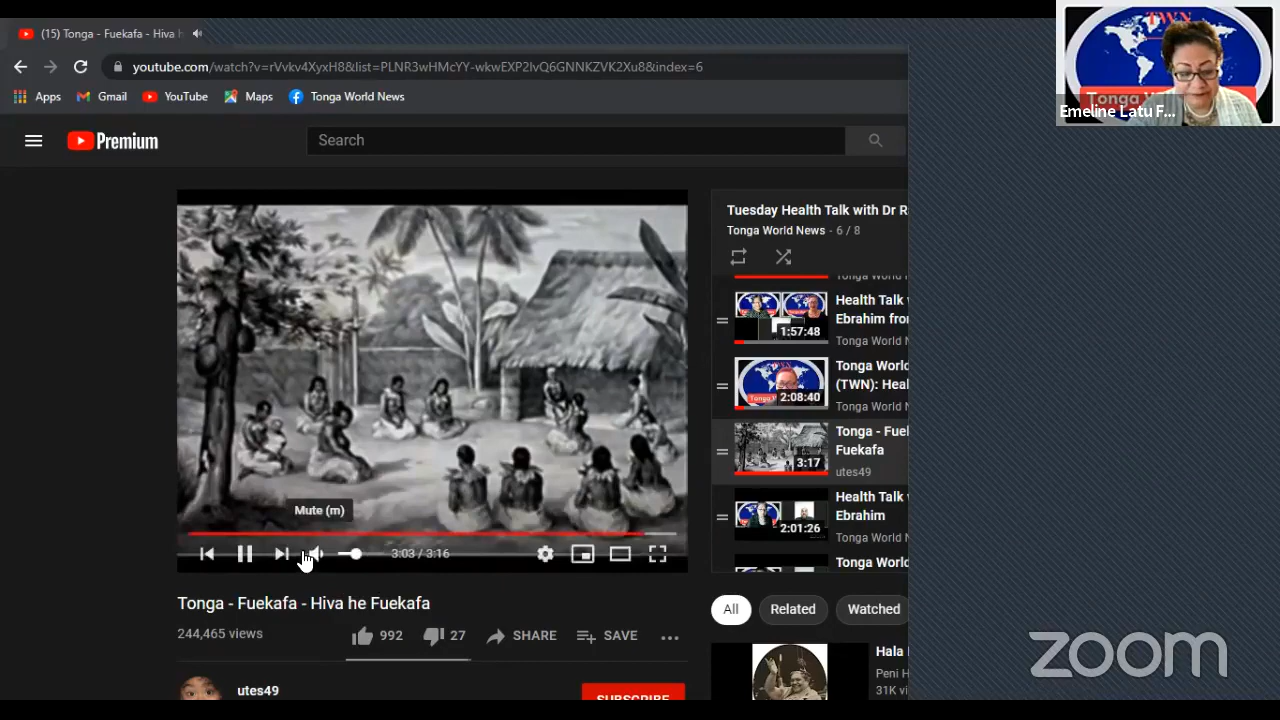 (15) Tonga - Fuekafa - Hiva h
youtube.com/watch?v=rVvkv4XyxH8&list=PLNR3wHMcYY-wkwEXP2lvQ6GNNKZVK2Xu8&index=6
Apps Gmail YouTube Maps Tonga World News
Premium
Search
TWN
Tonga
Emeline Latu F...
Tuesday Health Talk with Dr R
Tonga World News - 6 / 8
Tonga World
1:57:48
Health Talk
Ebrahim fro
Tonga World N
2:08:40
Tonga World
(TWN): Heal
Tonga World N
3:17
Tonga - Fuel
Fuekafa
utes49
2:01:26
Health Talk
Ebrahim
Tonga World N
Tonga World
Mute (m)
3:03 / 3:16
Tonga - Fuekafa - Hiva he Fuekafa
244,465 views
992 27 SHARE SAVE ...
utes49
SUBSCRIBE
All Related Watched
Hala
Peni H
31K vi
zoom